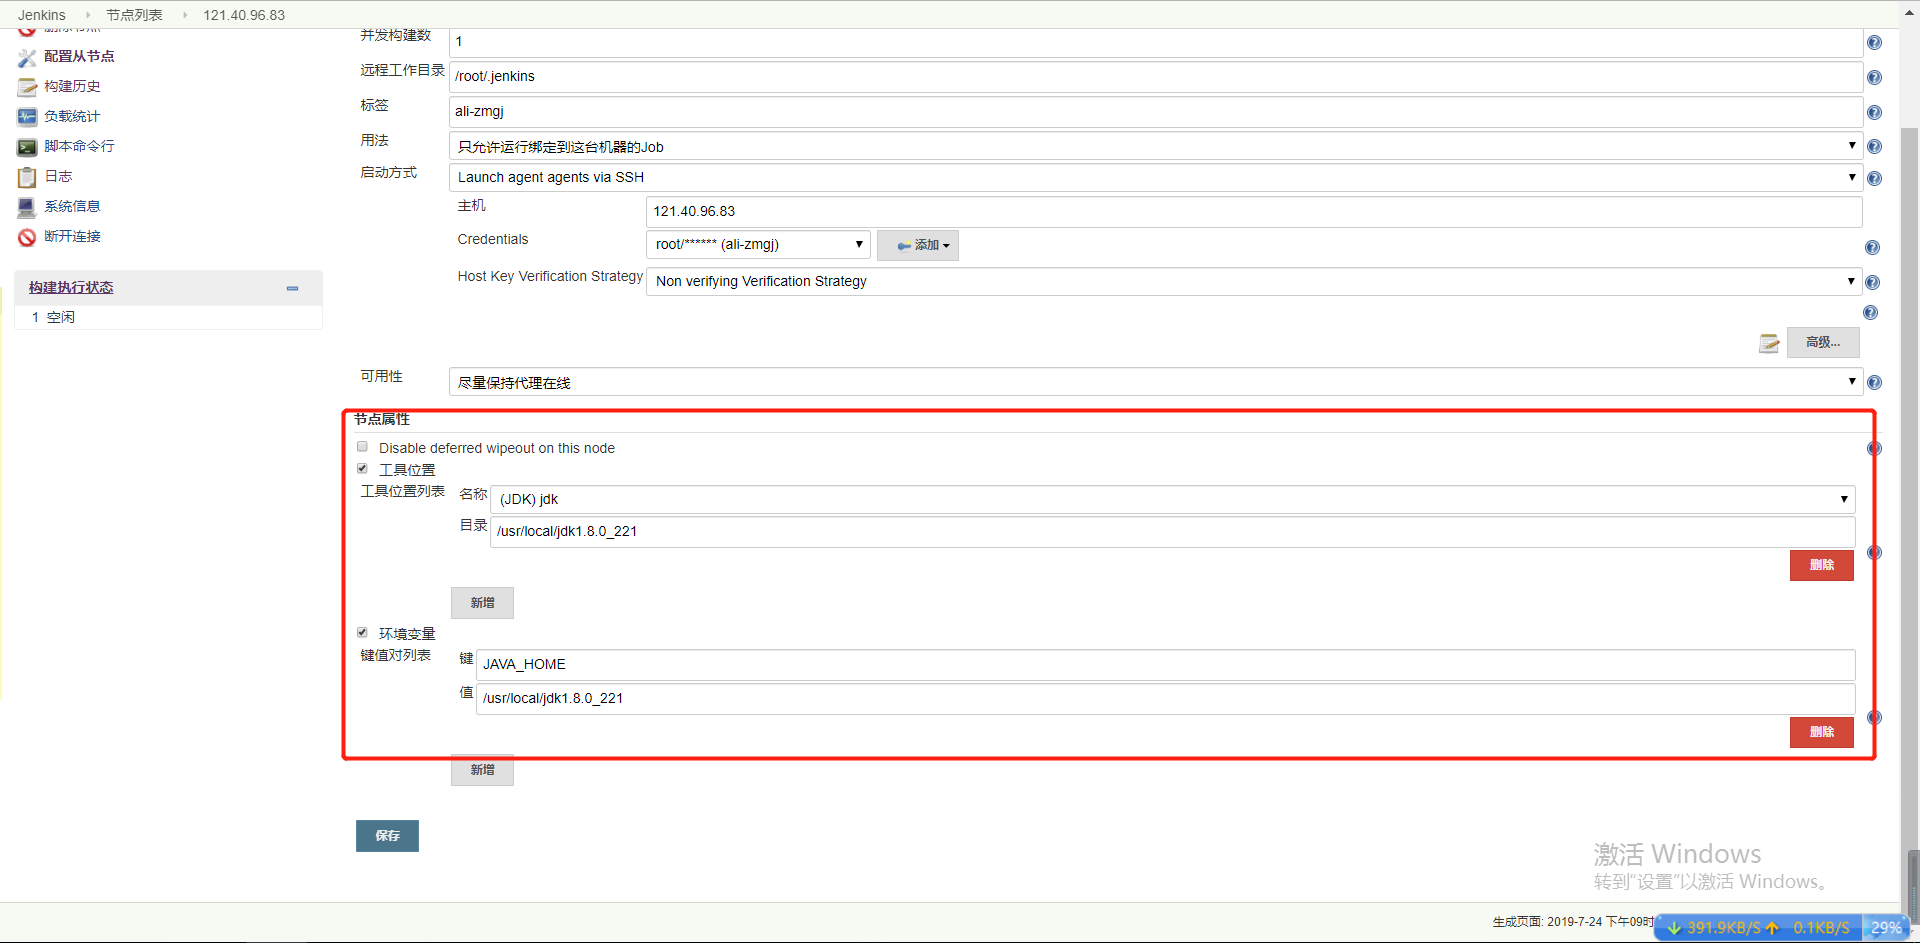 Jenkins 节点列表 121.40.96.83
删除节点
配置从节点
构建历史
负载统计
脚本命令行
日志
系统信息
断开连接
构建执行状态
1 空闲
并发构建数 1
远程工作目录 /root/.jenkins
标签 ali-zmgj
用法 只允许运行绑定到这台机器的Job
启动方式 Launch agent agents via SSH
主机 121.40.96.83
Credentials root/****** (ali-zmgj) 添加
Host Key Verification Strategy Non verifying Verification Strategy
高级...
可用性 尽量保持代理在线
节点属性
Disable deferred wipeout on this node
工具位置
工具位置列表 名称 (JDK) jdk
目录 /usr/local/jdk1.8.0_221
删除
新增
环境变量
键值对列表 键 JAVA_HOME
值 /usr/local/jdk1.8.0_221
删除
新增
保存
激活 Windows
转到“设置”以激活 Windows。
生成页面: 2019-7-24 下午09时
391.9KB/S 0.1KB/S 29%